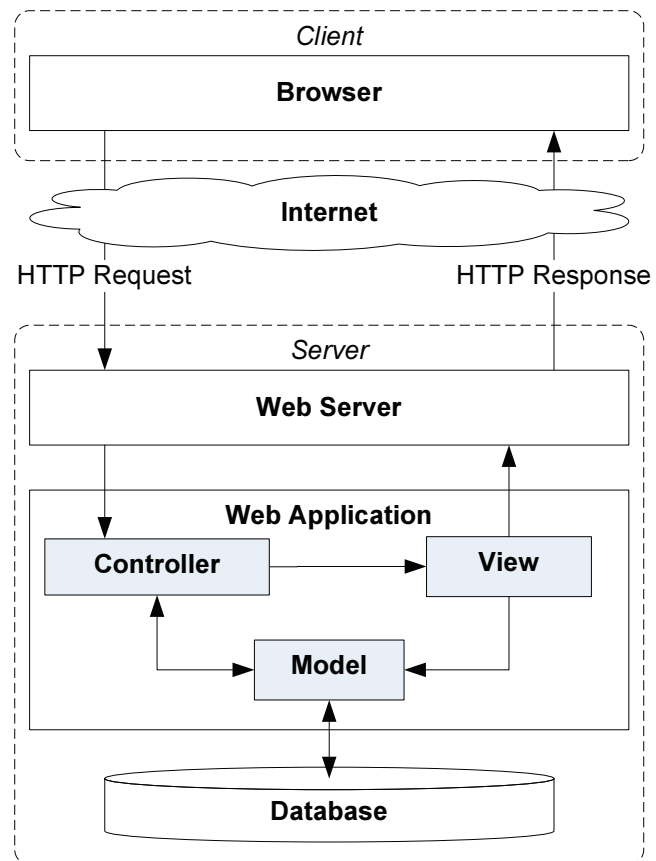 Client
Browser
Internet
HTTP Request
HTTP Response
Server
Web Server
Web Application
Controller
View
Model
Database